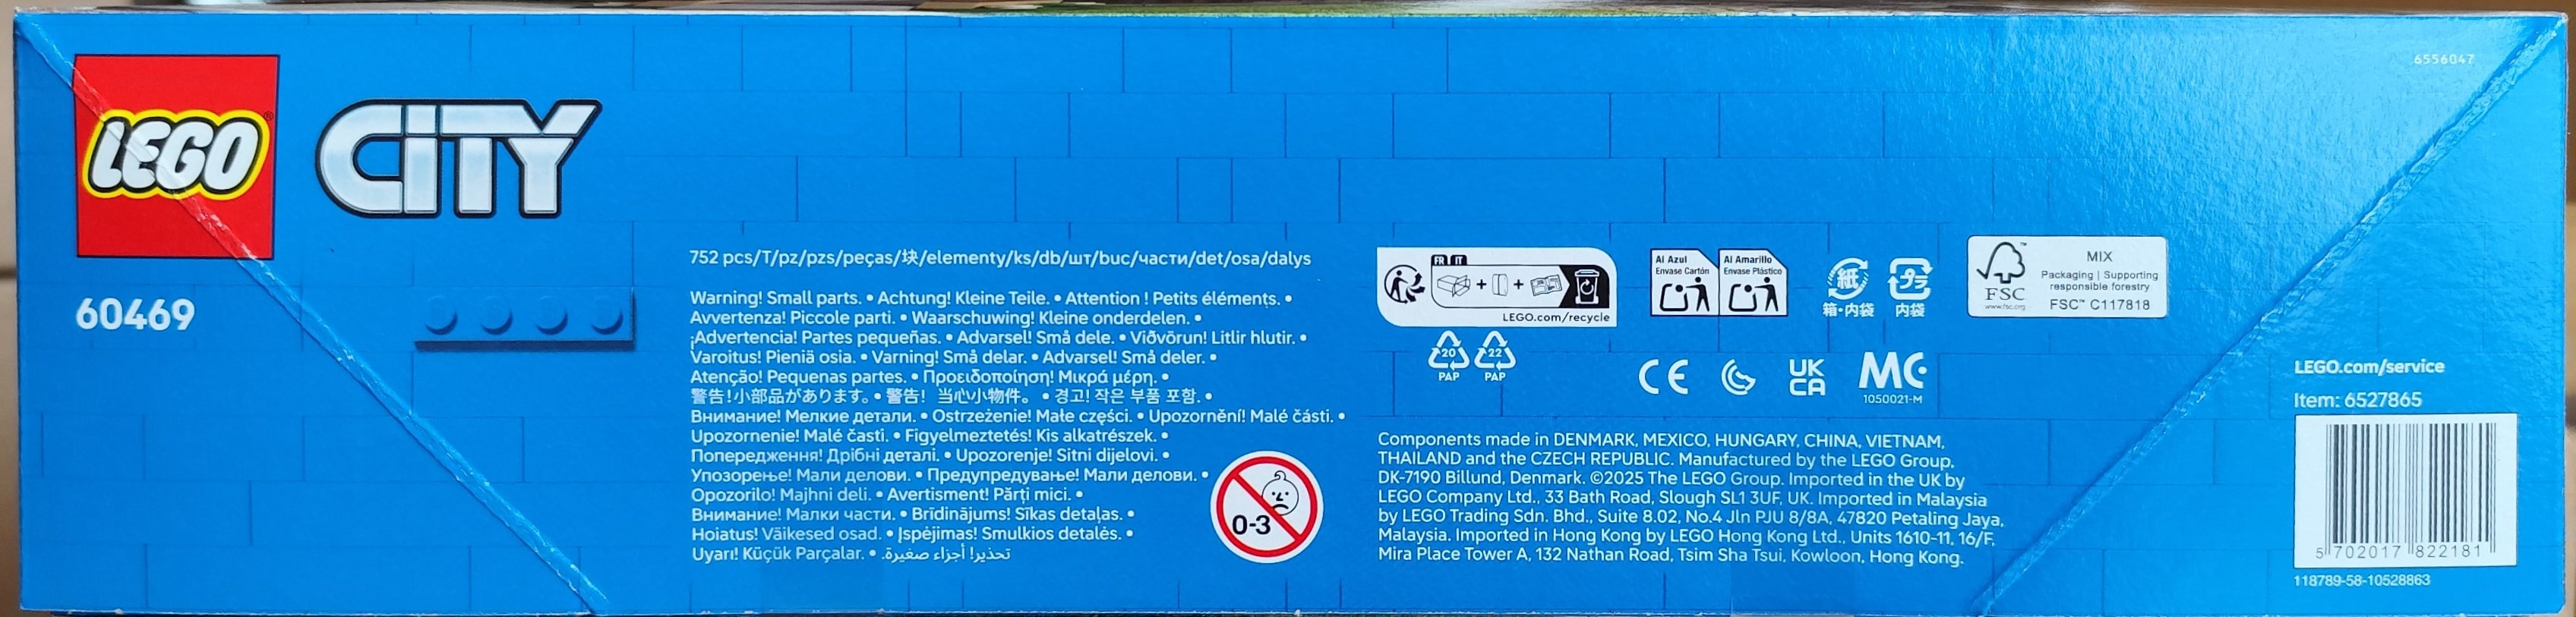 LEGO®
CiTY
60469
6556047
752 pcs/T/pz/pzs/peças/块/elementy/ks/db/шт/buc/части/det/osa/dalys
Warning! Small parts. • Achtung! Kleine Teile. • Attention ! Petits éléments. •
Avvertenza! Piccole parti. • Waarschuwing! Kleine onderdelen. •
¡Advertencia! Partes pequeñas. • Advarsel! Små dele. • Viðvörun! Litlir hlutir. •
Varoitus! Pieniä osia. • Varning! Små delar. • Advarsel! Små deler. •
Atenção! Pequenas partes. • Προειδοποίηση! Μικρά μέρη. •
警告!小部品があります。• 警告! 当心小物件。 • 경고! 작은 부품 포함. •
Внимание! Мелкие детали. • Ostrzeżenie! Małe części. • Upozornění! Malé části. •
Upozornenie! Malé časti. • Figyelmeztetés! Kis alkatrészek. •
Попередження! Дрібні деталі. • Upozorenje! Sitni dijelovi. •
Упозорење! Мали делови. • Предупредување! Мали делови. •
Opozorilo! Majhni deli. • Avertisment! Părți mici. •
Внимание! Малки части. • Brīdinājums! Sīkas detaļas. •
Hoiatus! Väikesed osad. • Įspėjimas! Smulkios detalės. •
Uyarı! Küçük Parçalar. • تحذير! أجزاء صغيرة.
0-3
FR IT
+ +
LEGO.com/recycle
20 PAP
22 PAP
Al Azul
Envase Cartón
Al Amarillo
Envase Plástico
紙
箱・内袋
プラ
内袋
FSC™
www.fsc.org
MIX
Packaging | Supporting
responsible forestry
FSC™ C117818
CE
UK
CA
MC
1050021-M
Components made in DENMARK, MEXICO, HUNGARY, CHINA, VIETNAM,
THAILAND and the CZECH REPUBLIC. Manufactured by the LEGO Group,
DK-7190 Billund, Denmark. ©2025 The LEGO Group. Imported in the UK by
LEGO Company Ltd., 33 Bath Road, Slough SL1 3UF, UK. Imported in Malaysia
by LEGO Trading Sdn. Bhd., Suite 8.02, No.4 Jln PJU 8/8A, 47820 Petaling Jaya,
Malaysia. Imported in Hong Kong by LEGO Hong Kong Ltd., Units 1610-11, 16/F,
Mira Place Tower A, 132 Nathan Road, Tsim Sha Tsui, Kowloon, Hong Kong.
LEGO.com/service
Item: 6527865
5 702017 822181
118789-58-10528863